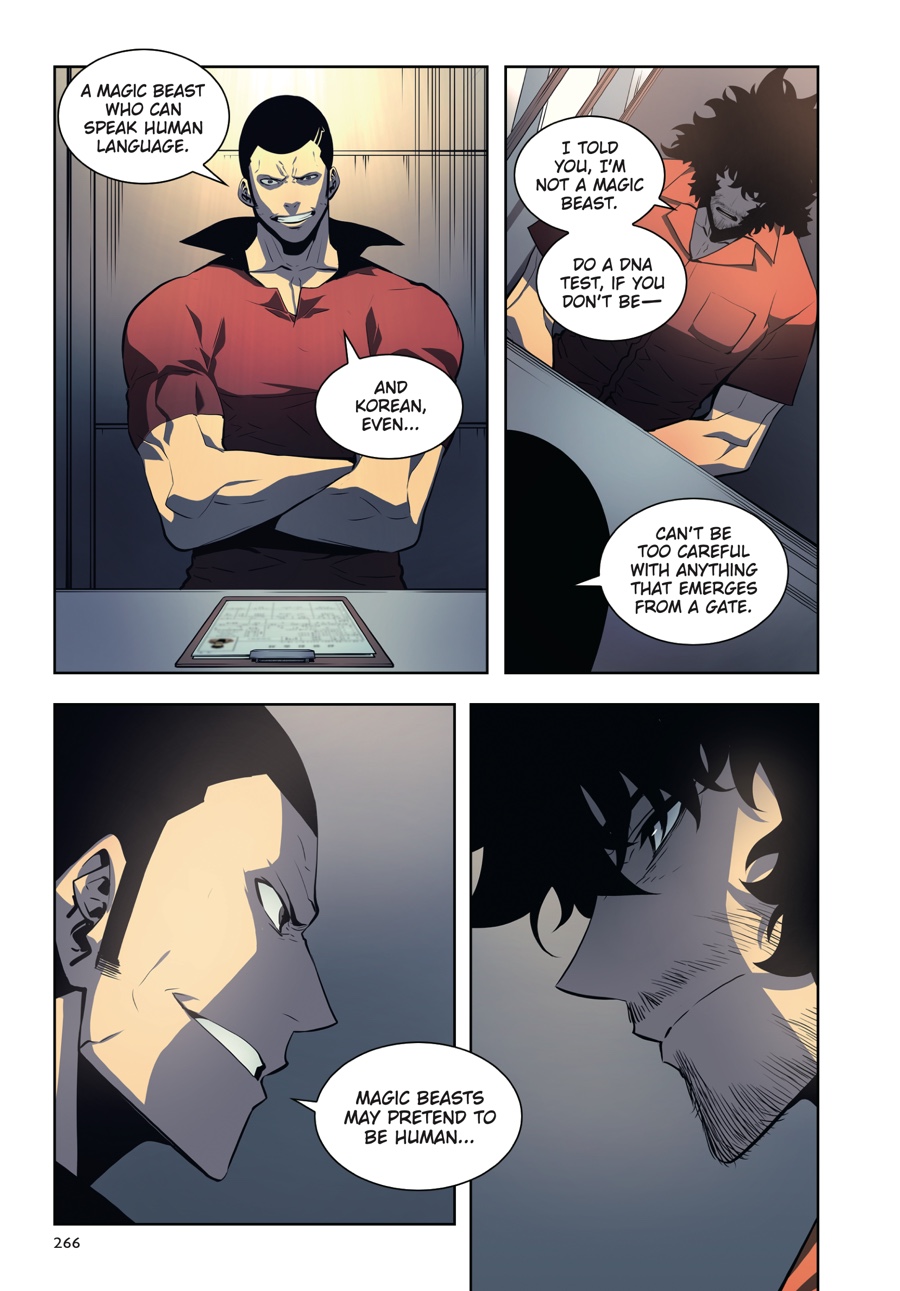 A MAGIC BEAST
WHO CAN
SPEAK HUMAN
LANGUAGE.
AND
KOREAN,
EVEN...
I TOLD
YOU, I'M
NOT A MAGIC
BEAST.
DO A DNA
TEST, IF YOU
DON'T BE—
CAN'T BE
TOO CAREFUL
WITH ANYTHING
THAT EMERGES
FROM A GATE.
MAGIC BEASTS
MAY PRETEND TO
BE HUMAN...
266